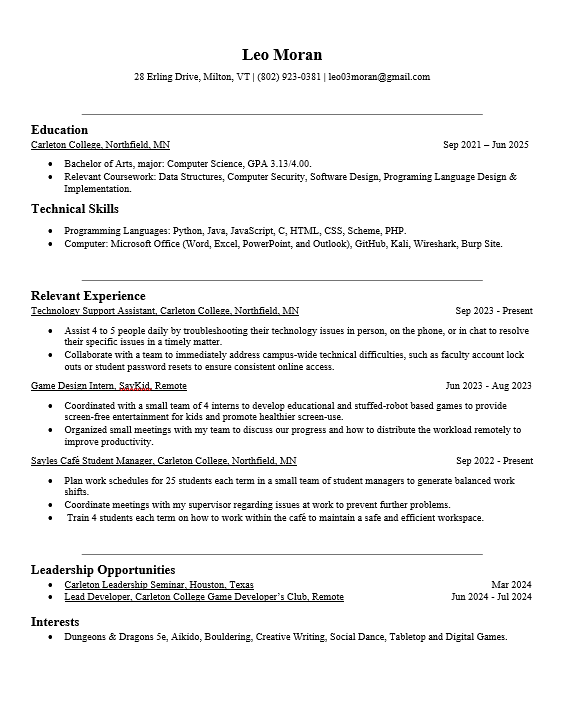 Leo Moran
28 Erling Drive, Milton, VT | (802) 923-0381 | leo03moran@gmail.com
Education
Carleton College, Northfield, MN Sep 2021 – Jun 2025
• Bachelor of Arts, major: Computer Science, GPA 3.13/4.00.
• Relevant Coursework: Data Structures, Computer Security, Software Design, Programing Language Design &
Implementation.
Technical Skills
• Programming Languages: Python, Java, JavaScript, C, HTML, CSS, Scheme, PHP.
• Computer: Microsoft Office (Word, Excel, PowerPoint, and Outlook), GitHub, Kali, Wireshark, Burp Site.
Relevant Experience
Technology Support Assistant, Carleton College, Northfield, MN Sep 2023 - Present
• Assist 4 to 5 people daily by troubleshooting their technology issues in person, on the phone, or in chat to resolve
their specific issues in a timely matter.
• Collaborate with a team to immediately address campus-wide technical difficulties, such as faculty account lock
outs or student password resets to ensure consistent online access.
Game Design Intern, SayKid, Remote Jun 2023 - Aug 2023
• Coordinated with a small team of 4 interns to develop educational and stuffed-robot based games to provide
screen-free entertainment for kids and promote healthier screen-use.
• Organized small meetings with my team to discuss our progress and how to distribute the workload remotely to
improve productivity.
Sayles Café Student Manager, Carleton College, Northfield, MN Sep 2022 - Present
• Plan work schedules for 25 students each term in a small team of student managers to generate balanced work
shifts.
• Coordinate meetings with my supervisor regarding issues at work to prevent further problems.
• Train 4 students each term on how to work within the café to maintain a safe and efficient workspace.
Leadership Opportunities
• Carleton Leadership Seminar, Houston, Texas Mar 2024
• Lead Developer, Carleton College Game Developer’s Club, Remote Jun 2024 - Jul 2024
Interests
• Dungeons & Dragons 5e, Aikido, Bouldering, Creative Writing, Social Dance, Tabletop and Digital Games.